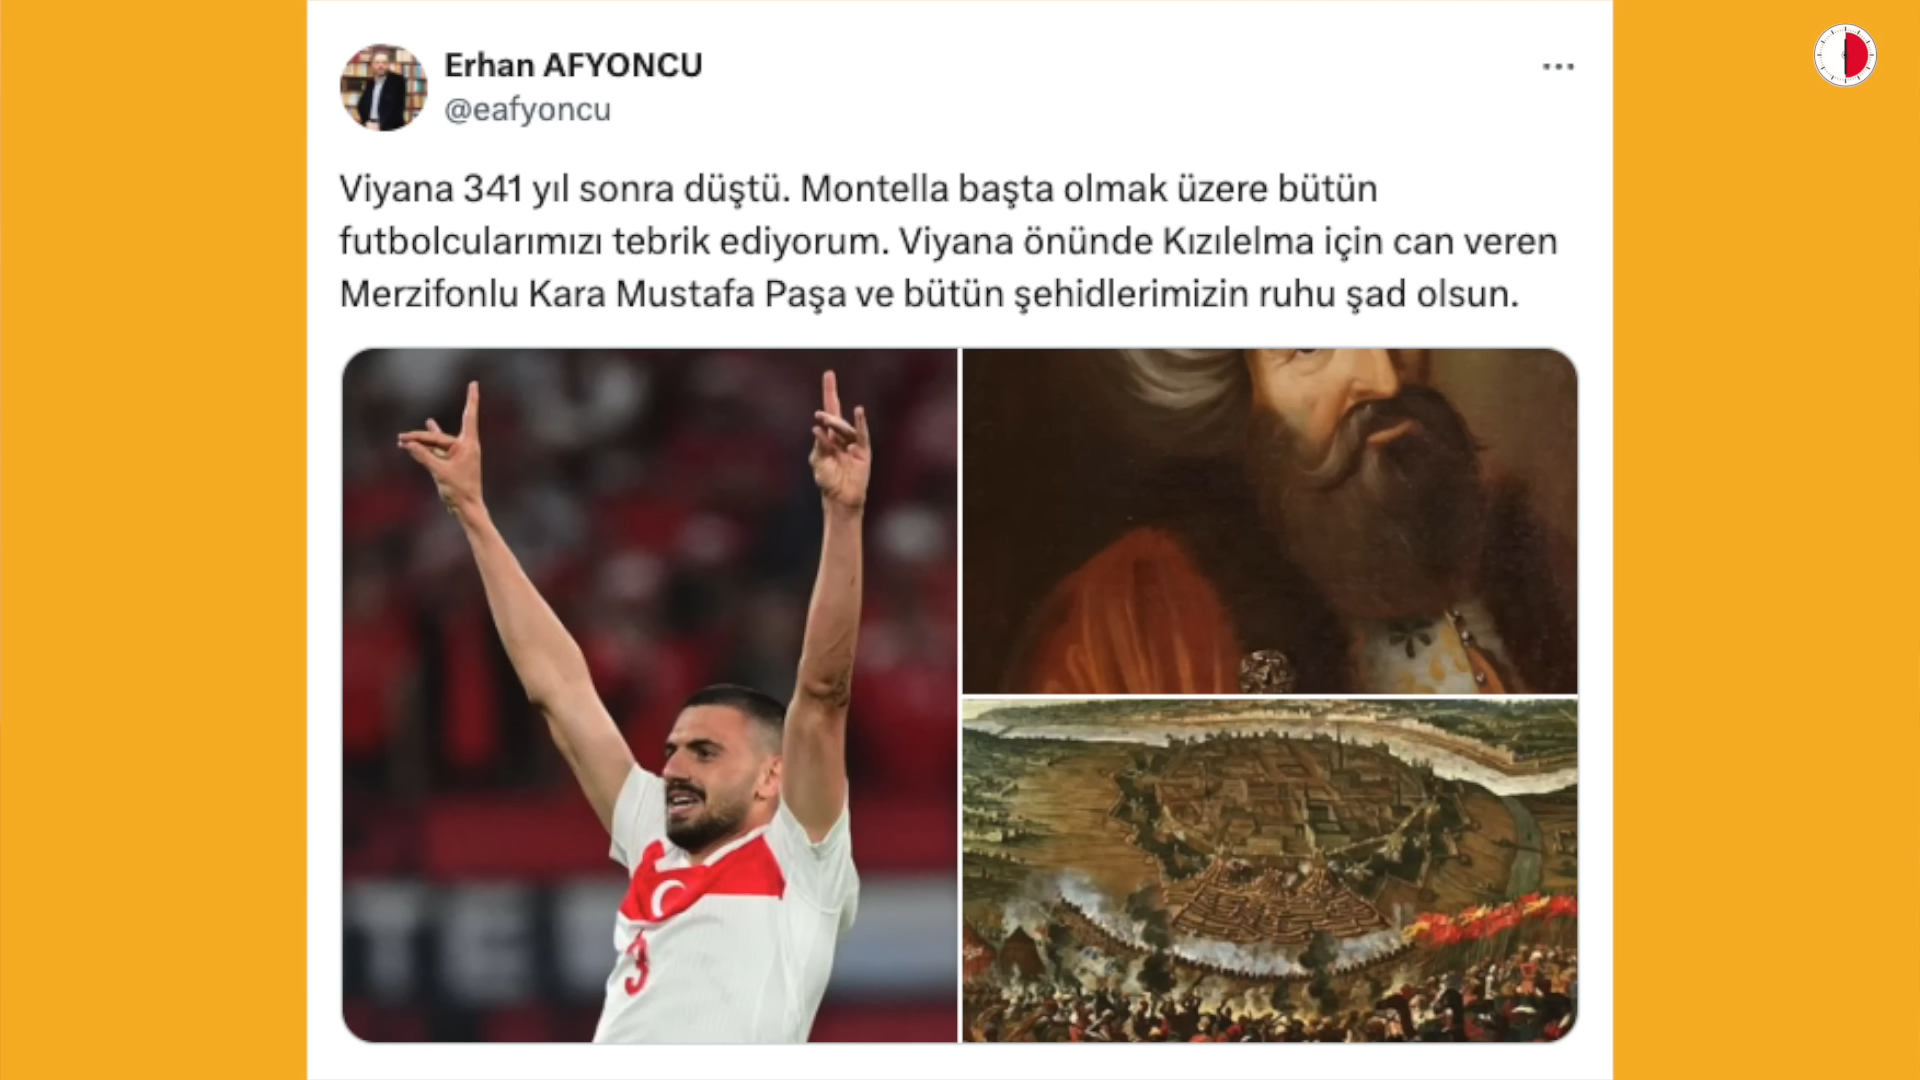 Erhan AFYONCU
@eafyoncu
Viyana 341 yıl sonra düştü. Montella başta olmak üzere bütün
futbolcularımızı tebrik ediyorum. Viyana önünde Kızılelma için can veren
Merzifonlu Kara Mustafa Paşa ve bütün şehidlerimizin ruhu şad olsun.
3